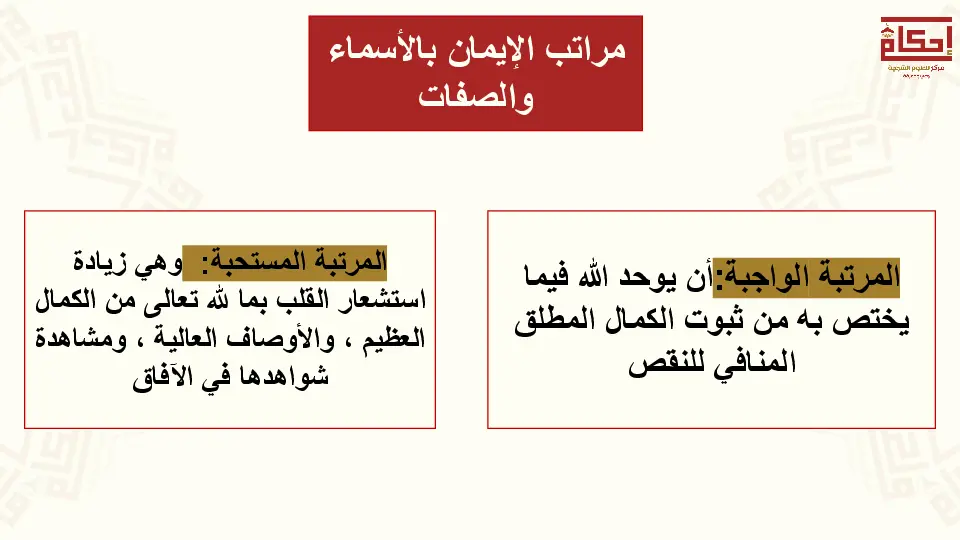 إحكام
مركز للعلوم الشرعية
مراتب الإيمان بالأسماء
والصفات
المرتبة الواجبة:أن يوحد الله فيما
يختص به من ثبوت الكمال المطلق
المنافي للنقص
المرتبة المستحبة: وهي زيادة
استشعار القلب بما لله تعالى من الكمال
العظيم ، والأوصاف العالية ، ومشاهدة
شواهدها في الآفاق